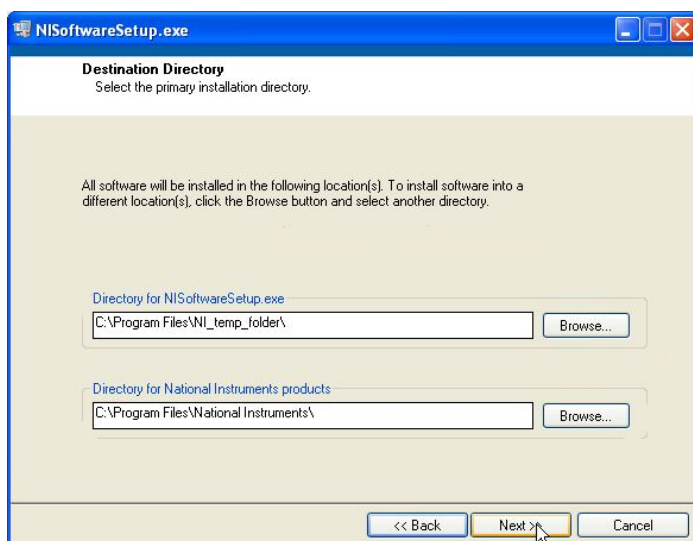 NISoftwareSetup.exe
Destination Directory
Select the primary installation directory.
All software will be installed in the following location(s). To install software into a
different location(s), click the Browse button and select another directory.
Directory for NISoftwareSetup.exe
C:\Program Files\NI_temp_folder\
Browse...
Directory for National Instruments products
C:\Program Files\National Instruments\
Browse...
<< Back
Next >>
Cancel